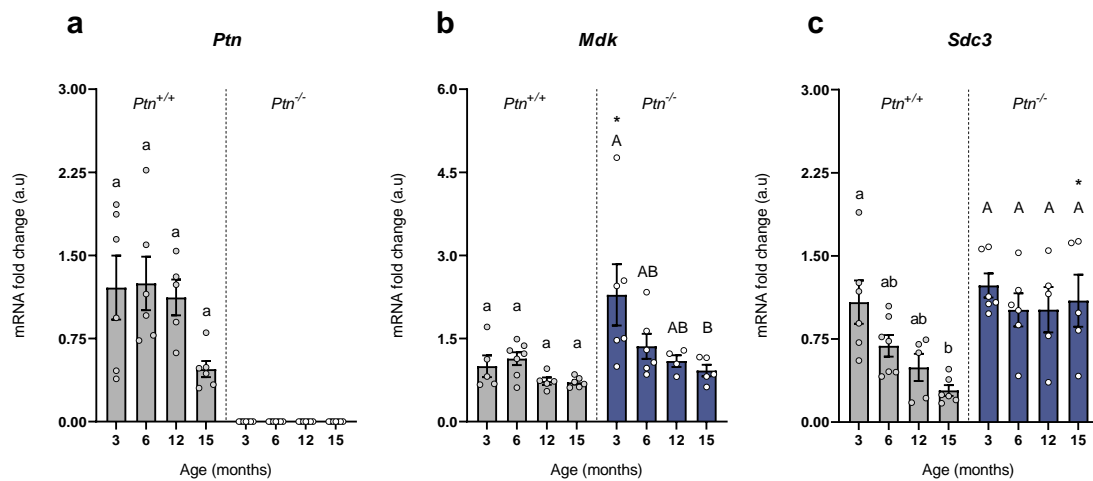 a
Ptn
3.00
2.25
1.50
0.75
0.00
mRNA fold change (a.u)
Ptn+/+
Ptn-/-
a
a
a
a
3 6 12 15 3 6 12 15
Age (months)
b
Mdk
6.0
4.5
3.0
1.5
0.0
mRNA fold change (a.u)
Ptn+/+
Ptn-/-
a
a
a
a
*
A
AB
AB
B
3 6 12 15 3 6 12 15
Age (months)
c
Sdc3
3.00
2.25
1.50
0.75
0.00
mRNA fold change (a.u)
Ptn+/+
Ptn-/-
a
ab
ab
b
A
A
A
*
A
3 6 12 15 3 6 12 15
Age (months)